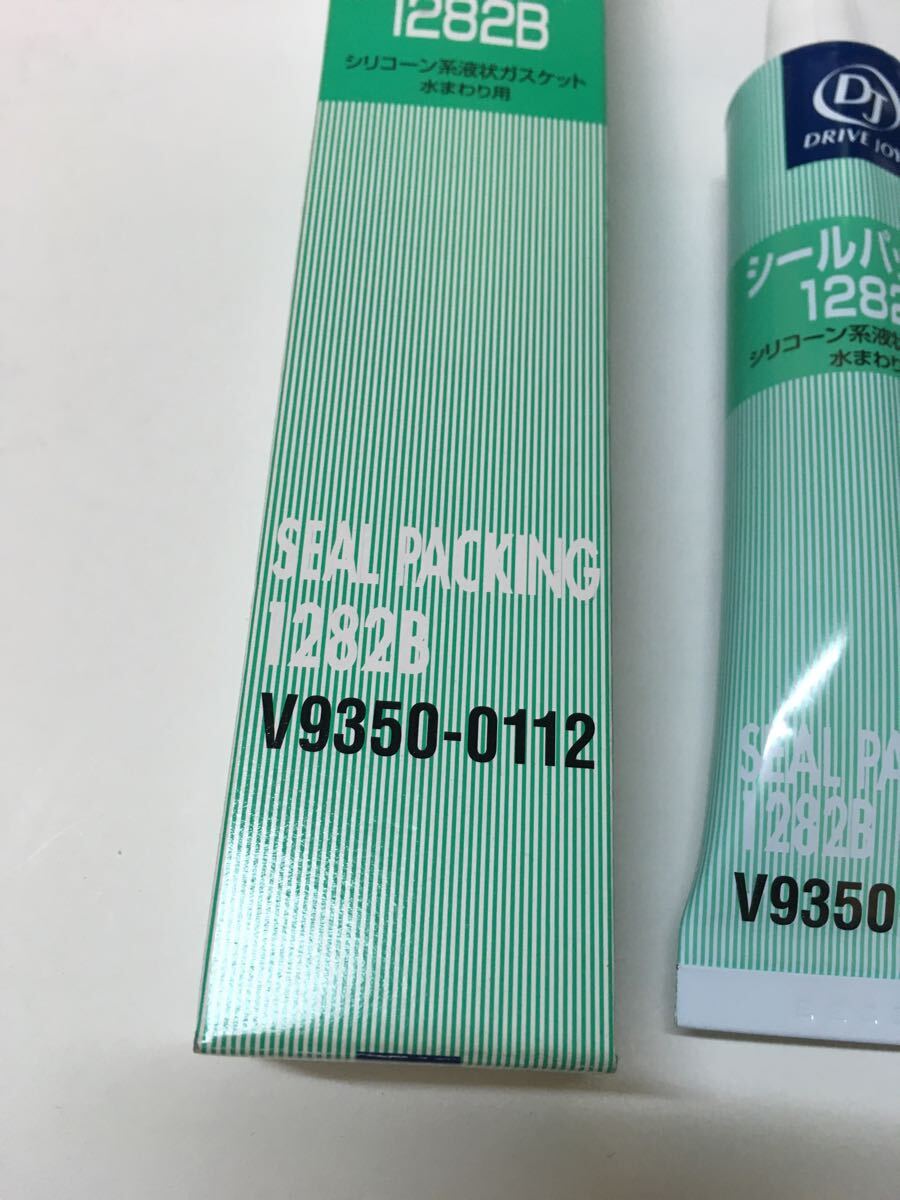 1282B
シリコーン系液状ガスケット
水まわり用
SEAL PACKING
1282B
V9350-0112
DJ
DRIVE JOY
シールパッ
1282
シリコーン系液状
水まわり
SEAL PA
1282B
V9350